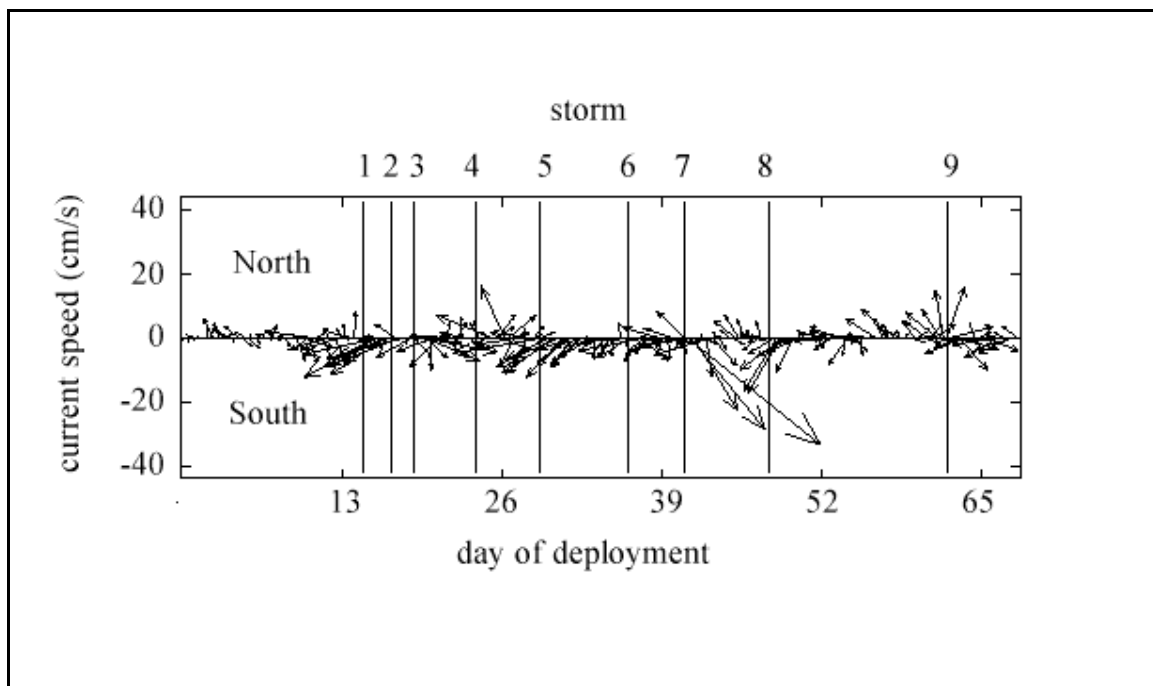 storm
1 2 3 4 5 6 7 8 9
40
North
20
current speed (cm/s)
0
-20
South
-40
13 26 39 52 65
day of deployment